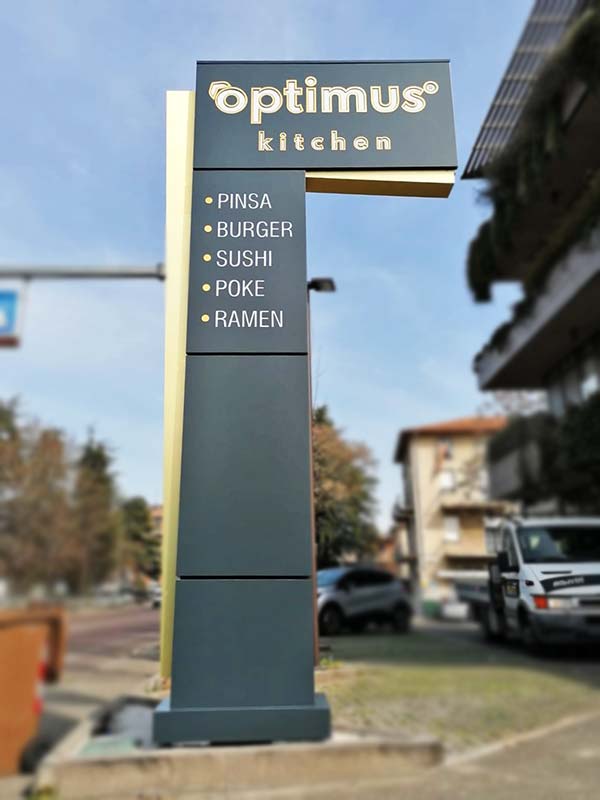 optimus®
kitchen
• PINSA
• BURGER
• SUSHI
• POKE
• RAMEN